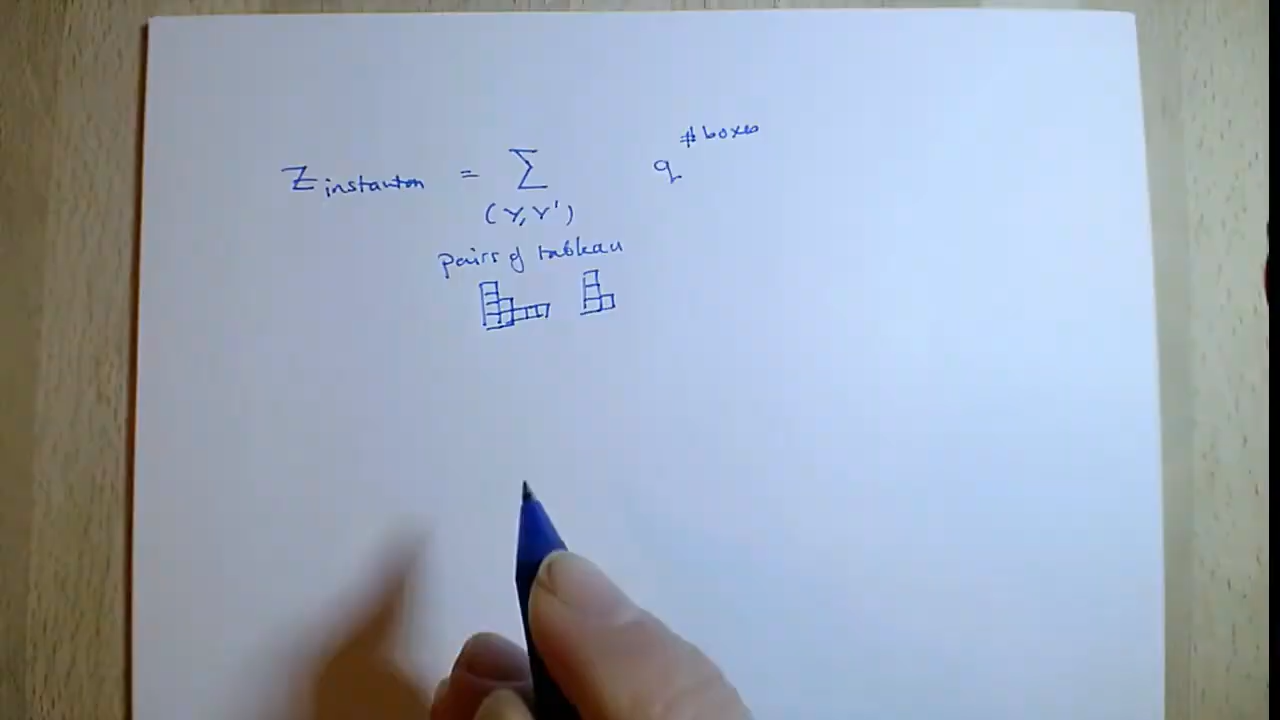 Z instanton = Σ q #boxes
(Y, Y')
pairs of tableau